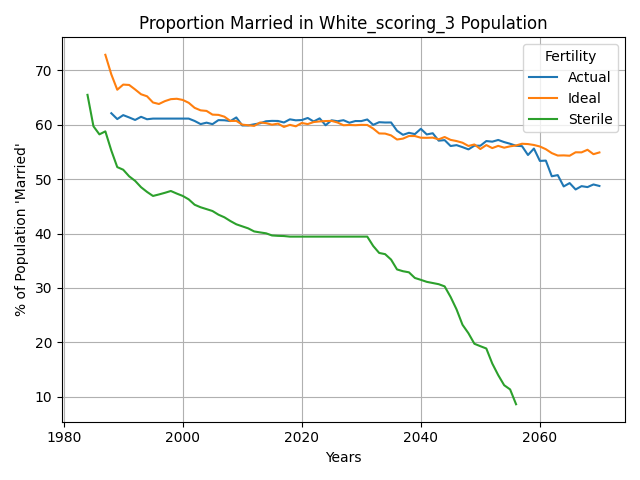 Proportion Married in White_scoring_3 Population
Fertility
Actual
Ideal
Sterile
% of Population 'Married'
70
60
50
40
30
20
10
1980
2000
2020
2040
2060
Years